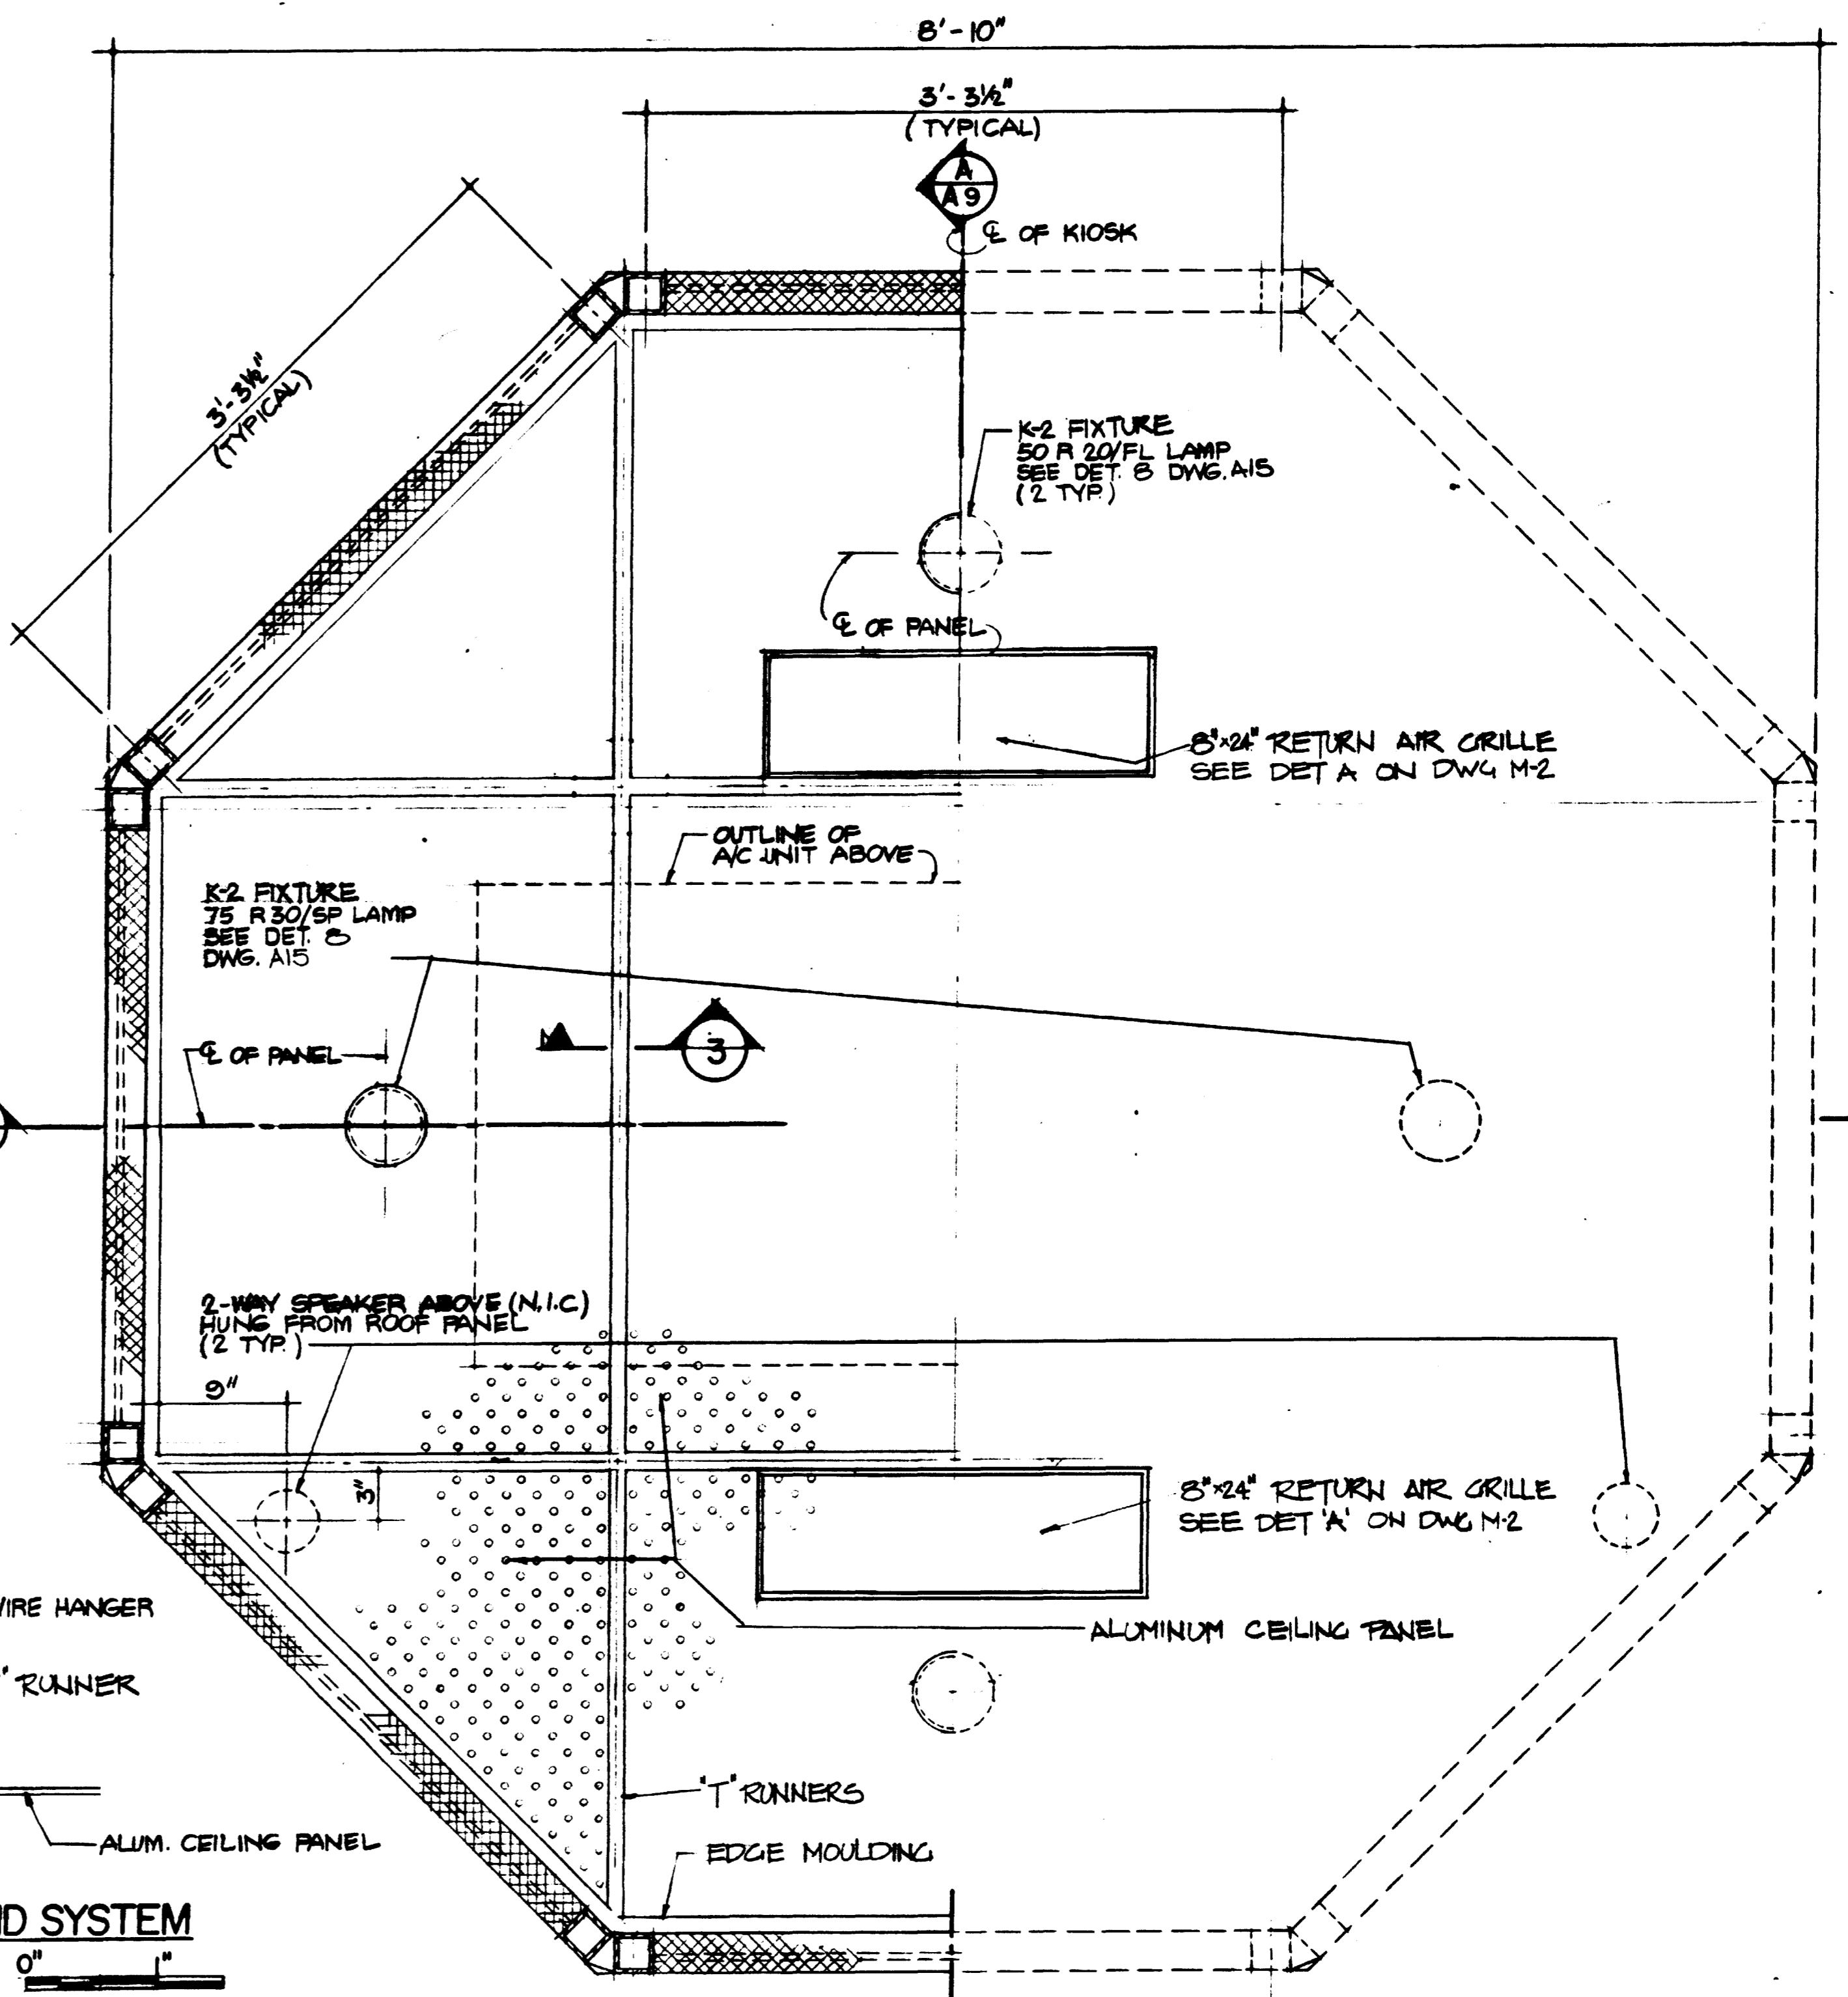 8'-10"
3'-3½"
(TYPICAL)
A
A9
℄ OF KIOSK
3'-3½"
(TYPICAL)
K-2 FIXTURE
50 R 20/FL LAMP
SEE DET. 8 DWG. A15
(2 TYP.)
℄ OF PANEL
8"x24" RETURN AIR GRILLE
SEE DET A ON DWG M-2
OUTLINE OF
A/C UNIT ABOVE
K-2 FIXTURE
75 R30/SP LAMP
SEE DET. 8
DWG. A15
3
℄ OF PANEL
2-WAY SPEAKER ABOVE (N.I.C)
HUNG FROM ROOF PANEL
(2 TYP.)
9"
3"
8"x24" RETURN AIR GRILLE
SEE DET 'A' ON DWG M-2
HANGER
ALUMINUM CEILING PANEL
" RUNNER
"T" RUNNERS
ALUM. CEILING PANEL
EDGE MOULDING
SYSTEM
0" 1"